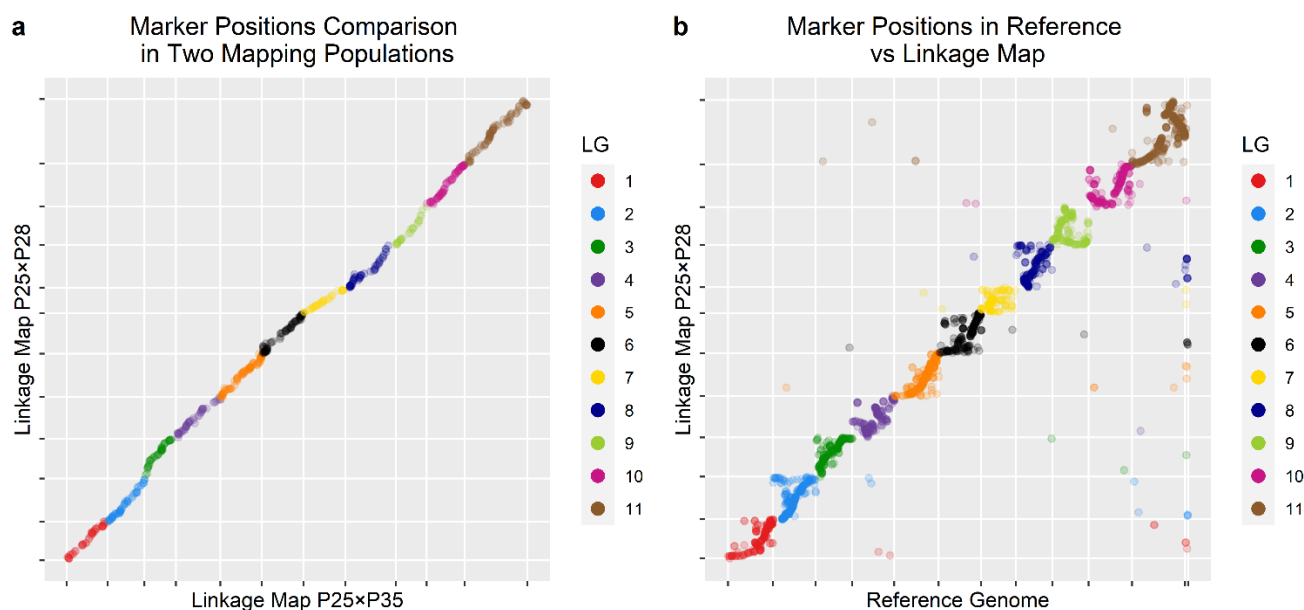 a
Marker Positions Comparison
in Two Mapping Populations
Linkage Map P25×P28
Linkage Map P25×P35
LG
1
2
3
4
5
6
7
8
9
10
11
b
Marker Positions in Reference
vs Linkage Map
Linkage Map P25×P28
Reference Genome
LG
1
2
3
4
5
6
7
8
9
10
11